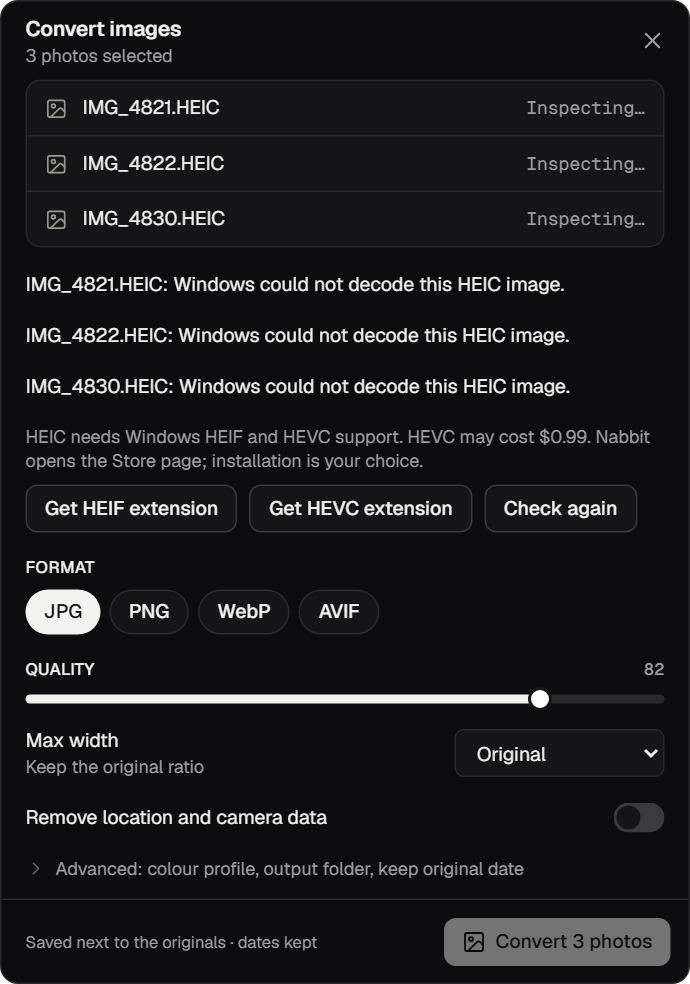 Convert images
3 photos selected
IMG_4821.HEIC Inspecting…
IMG_4822.HEIC Inspecting…
IMG_4830.HEIC Inspecting…
IMG_4821.HEIC: Windows could not decode this HEIC image.
IMG_4822.HEIC: Windows could not decode this HEIC image.
IMG_4830.HEIC: Windows could not decode this HEIC image.
HEIC needs Windows HEIF and HEVC support. HEVC may cost $0.99. Nabbit
opens the Store page; installation is your choice.
Get HEIF extension Get HEVC extension Check again
FORMAT
JPG PNG WebP AVIF
QUALITY 82
Max width
Keep the original ratio
Original
Remove location and camera data
Advanced: colour profile, output folder, keep original date
Saved next to the originals · dates kept Convert 3 photos